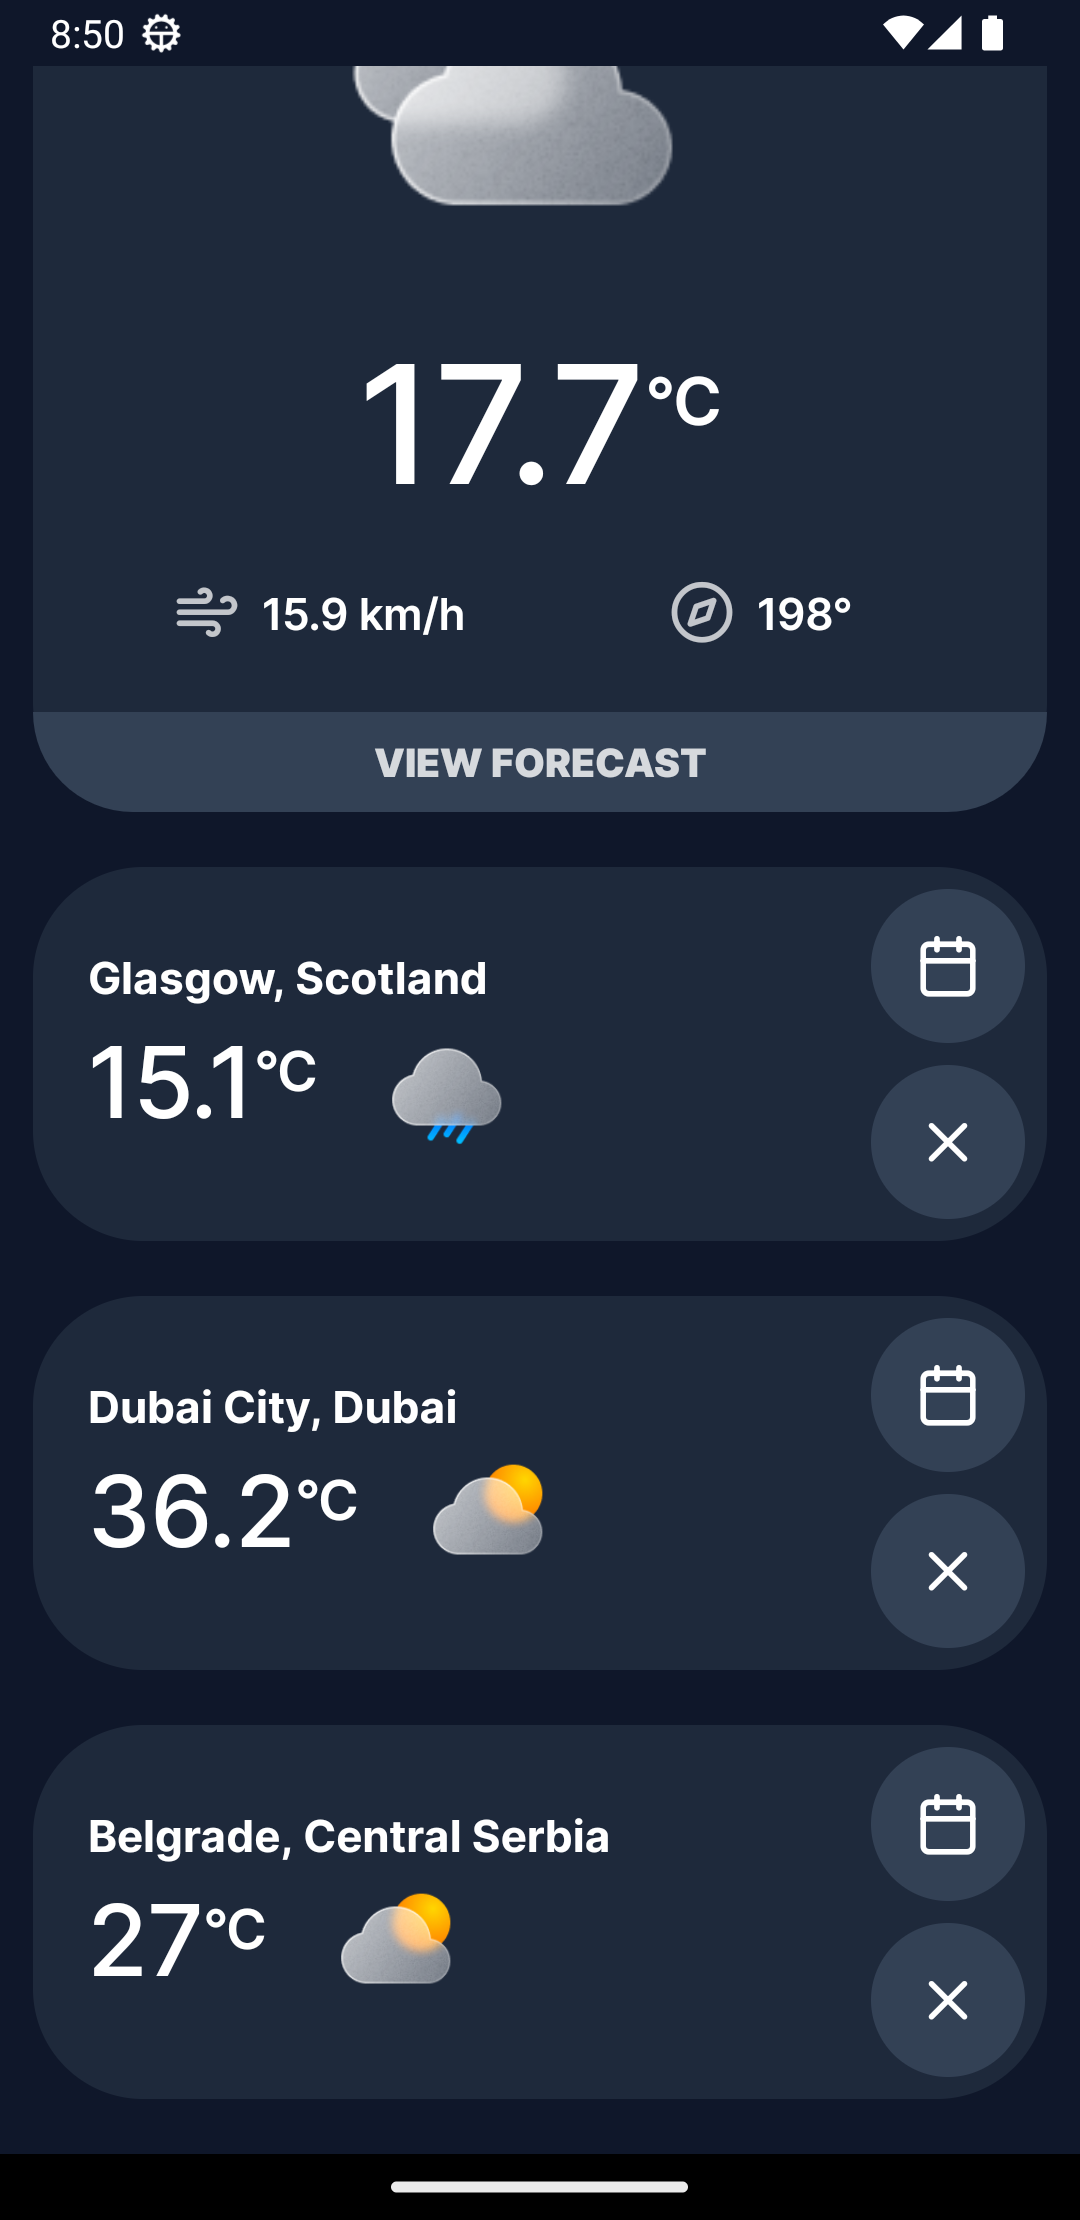 8:50
17.7°C
15.9 km/h
198°
VIEW FORECAST
Glasgow, Scotland
15.1°C
Dubai City, Dubai
36.2°C
Belgrade, Central Serbia
27°C